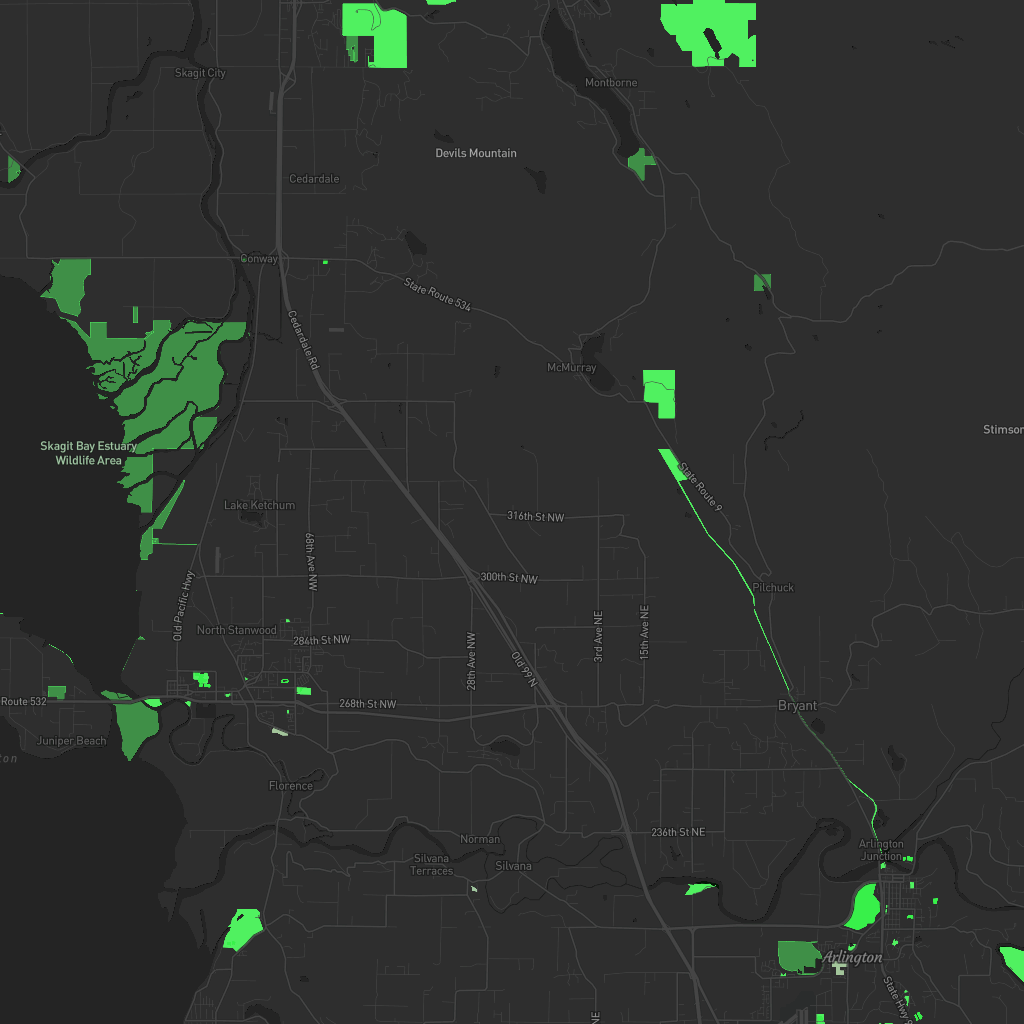 Skagit City
Montborne
Devils Mountain
Cedardale
Conway
State Route 534
Cedardale Rd
McMurray
Skagit Bay Estuary
Wildlife Area
Stimson
State Route 9
Lake Ketchum
316th St NW
68th Ave NW
300th St NW
Pilchuck
Old Pacific Hwy
North Stanwood
284th St NW
28th Ave NW
Old 99 N
3rd Ave NE
15th Ave NE
Route 532
268th St NW
Bryant
Juniper Beach
ton
Florence
236th St NE
Norman
Arlington
Junction
Silvana
Terraces
Silvana
Arlington
State Hwy 9
NE